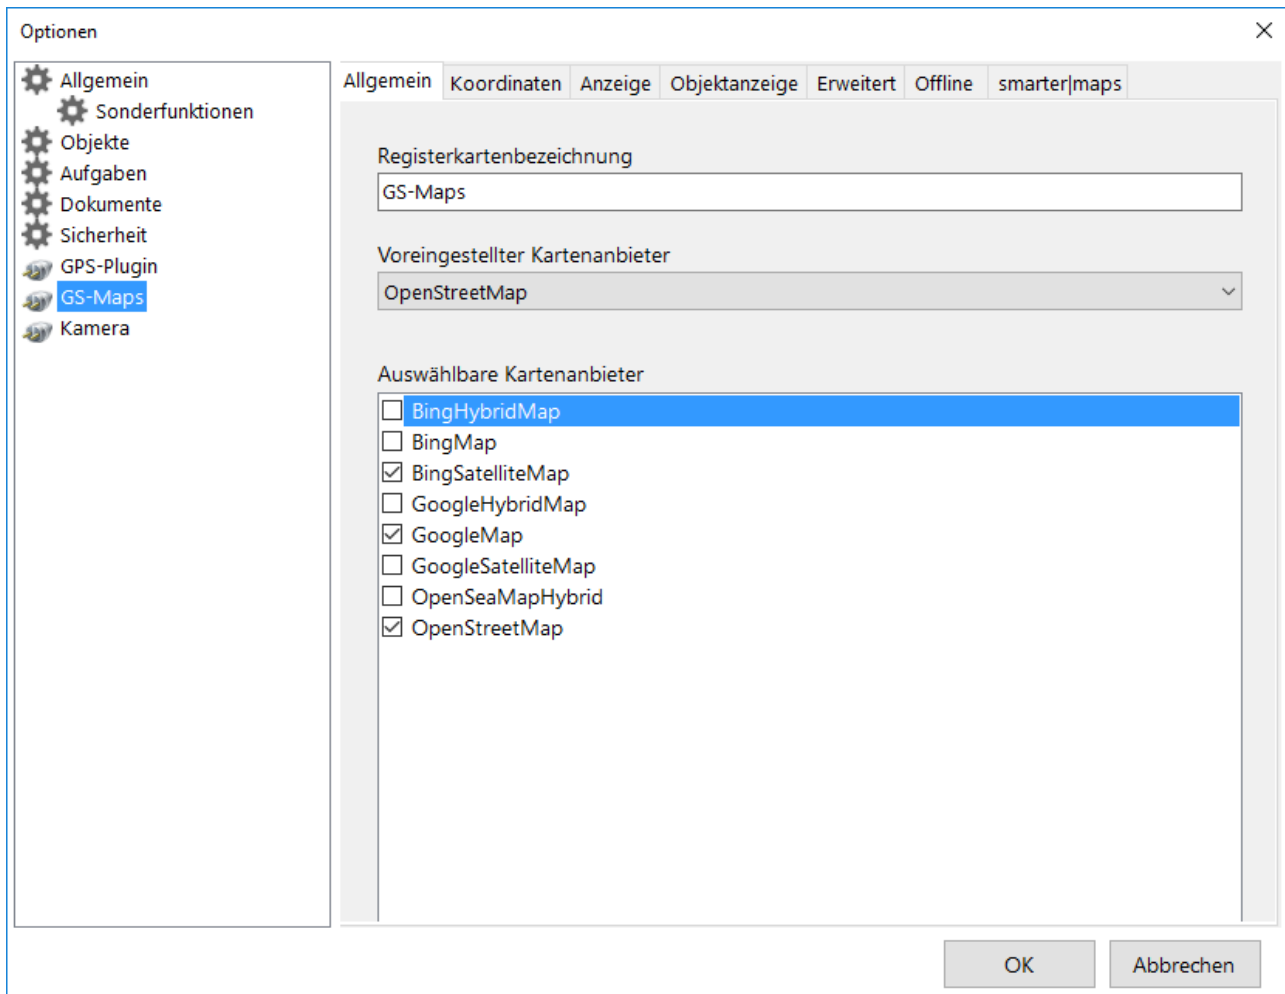 Optionen
Allgemein
Sonderfunktionen
Objekte
Aufgaben
Dokumente
Sicherheit
GPS-Plugin
GS-Maps
Kamera
Allgemein Koordinaten Anzeige Objektanzeige Erweitert Offline smarter|maps
Registerkartenbezeichnung
GS-Maps
Voreingestellter Kartenanbieter
OpenStreetMap
Auswählbare Kartenanbieter
BingHybridMap
BingMap
BingSatelliteMap
GoogleHybridMap
GoogleMap
GoogleSatelliteMap
OpenSeaMapHybrid
OpenStreetMap
OK Abbrechen